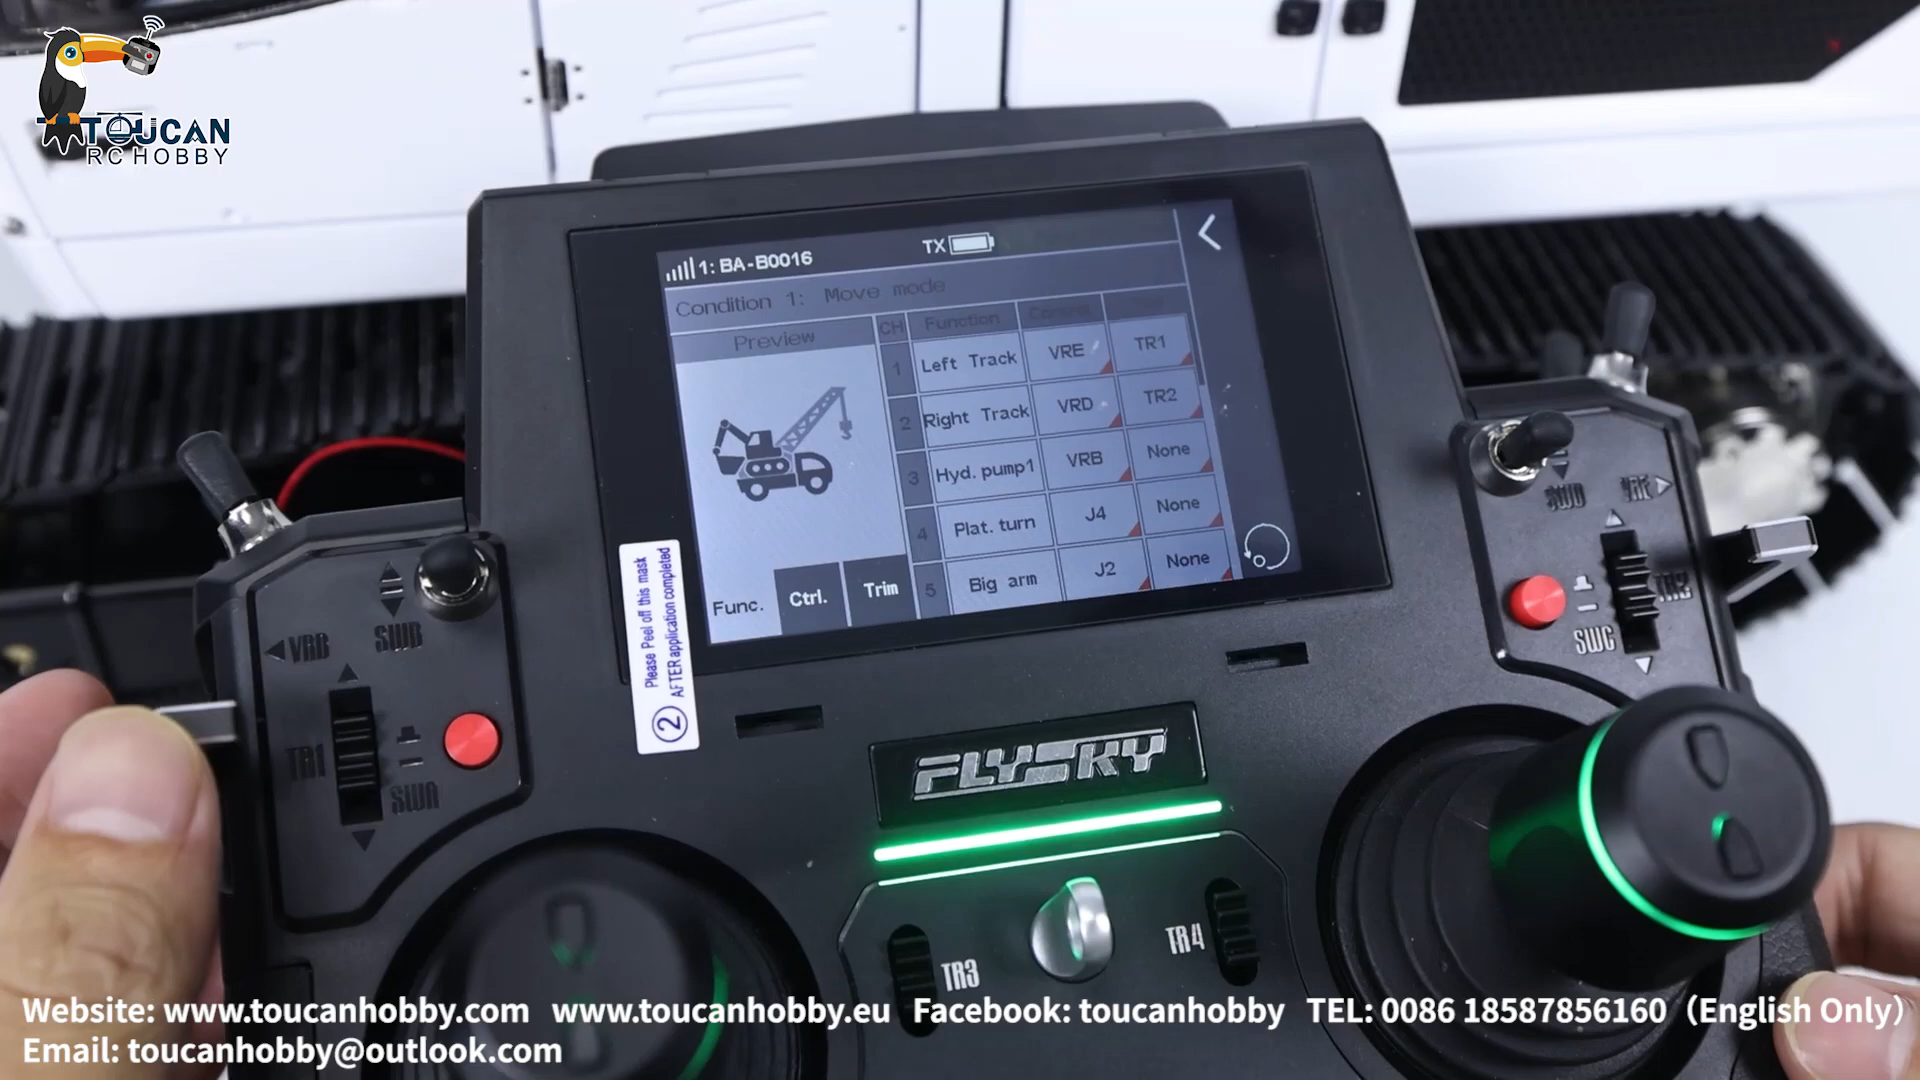 TOUCAN
RC HOBBY
1: BA-B0016
TX
Condition 1: Move mode
Preview
CH Function Control
1 Left Track VRE TR1
2 Right Track VRD TR2
3 Hyd. pump1 VRB None
4 Plat. turn J4 None
5 Big arm J2 None
Func. Ctrl. Trim
② Please Peel off this mask
AFTER application completed
VRB
SWB
TR1
SWA
SWD
VRE
TR2
SWC
FLYSKY
TR3
TR4
Website: www.toucanhobby.com www.toucanhobby.eu Facebook: toucanhobby TEL: 0086 18587856160（English Only）
Email: toucanhobby@outlook.com